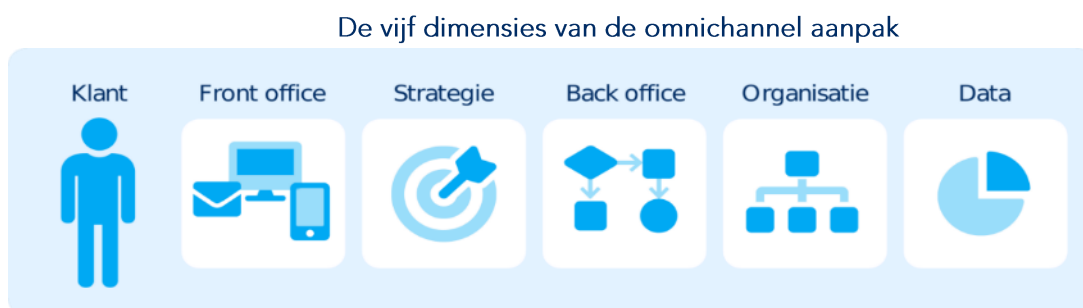 De vijf dimensies van de omnichannel aanpak
Klant Front office Strategie Back office Organisatie Data